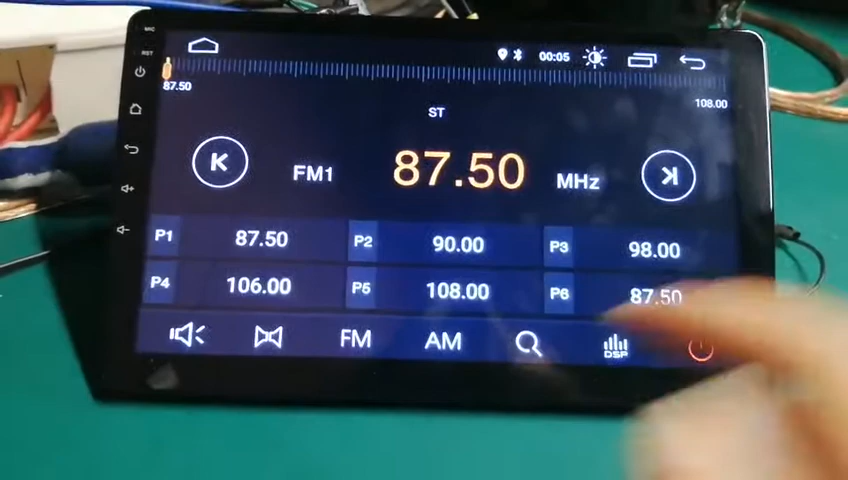 MIC
RST
00:05
87.50
108.00
ST
FM1
87.50
MHz
P1 87.50
P2 90.00
P3 98.00
P4 106.00
P5 108.00
P6 87.50
FM
AM
DSP